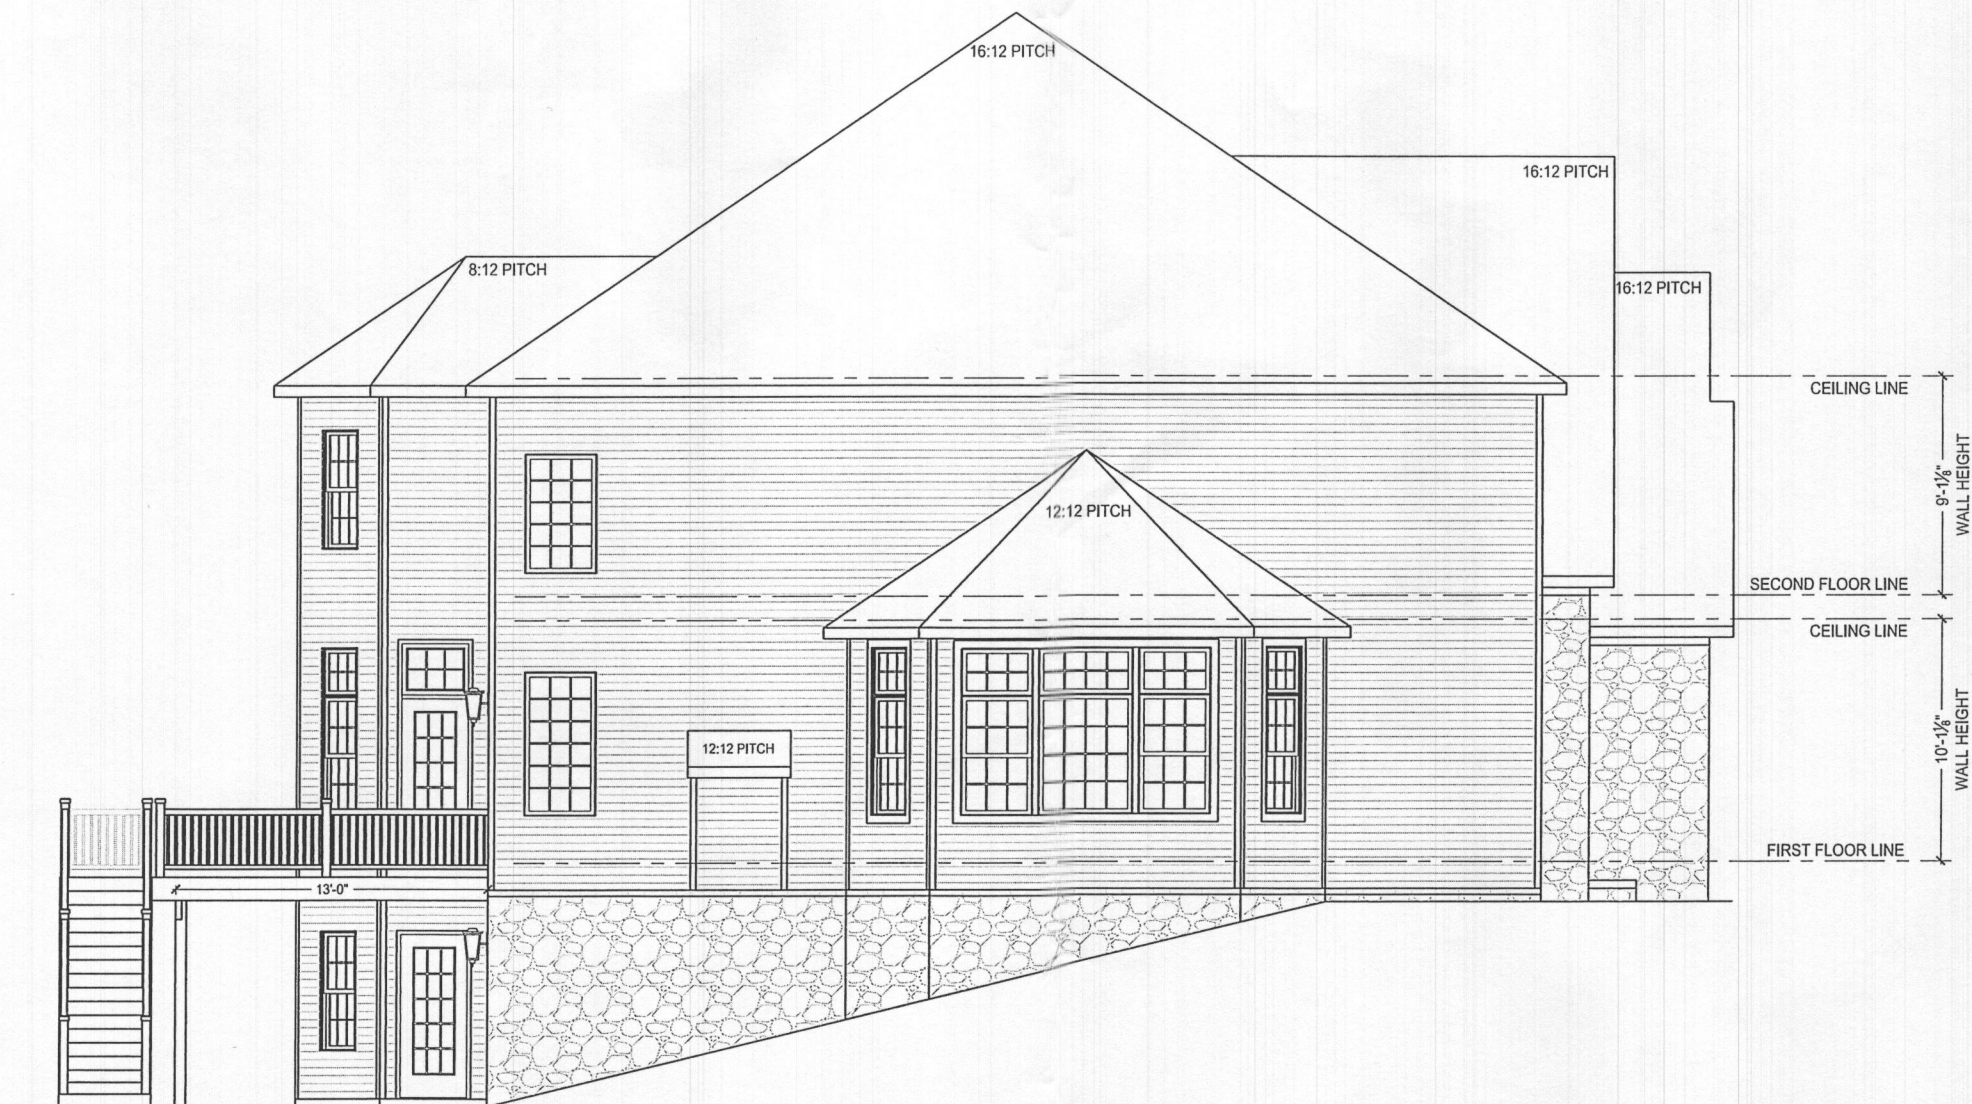 16:12 PITCH
16:12 PITCH
8:12 PITCH
16:12 PITCH
CEILING LINE
9'-1⅛"
WALL HEIGHT
12:12 PITCH
SECOND FLOOR LINE
CEILING LINE
10'-1⅛"
WALL HEIGHT
12:12 PITCH
FIRST FLOOR LINE
13'-0"